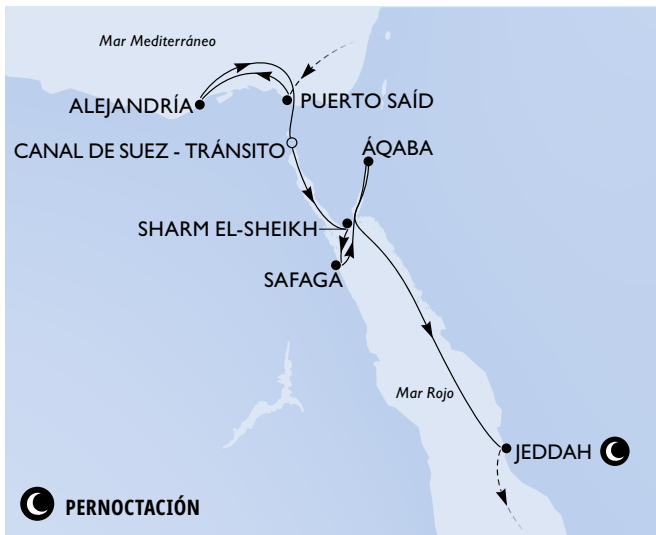 Mar Mediterráneo
ALEJANDRÍA
PUERTO SAÍD
CANAL DE SUEZ - TRÁNSITO
ÁQABA
SHARM EL-SHEIKH
SAFAGA
Mar Rojo
JEDDAH
PERNOCTACIÓN